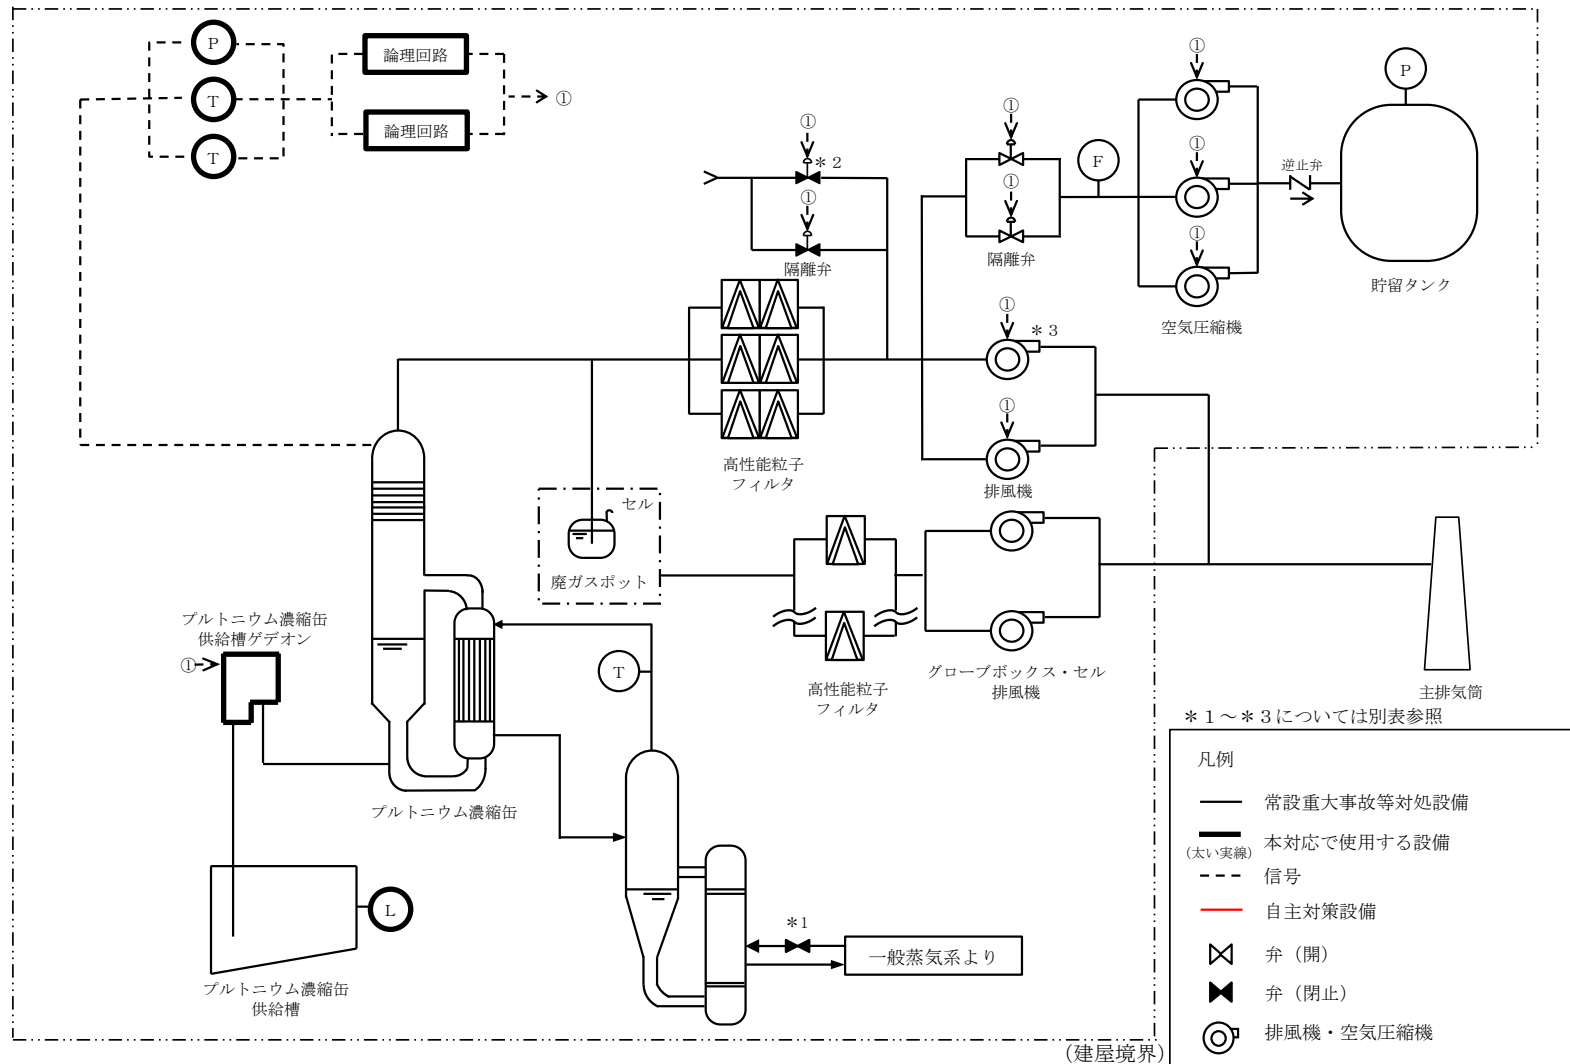 P
T
T
論理回路
論理回路
①
①
＊２
①
隔離弁
①
①
隔離弁
F
①
①
①
空気圧縮機
逆止弁
P
貯留タンク
①
＊３
①
排風機
高性能粒子
フィルタ
セル
廃ガスポット
高性能粒子
フィルタ
グローブボックス・セル
排風機
主排気筒
プルトニウム濃縮缶
供給槽ゲデオン
①
T
プルトニウム濃縮缶
L
プルトニウム濃縮缶
供給槽
＊1
一般蒸気系より
＊１～＊３については別表参照
凡例
常設重大事故等対処設備
本対応で使用する設備
（太い実線）
信号
自主対策設備
弁（開）
弁（閉止）
排風機・空気圧縮機
（建屋境界）